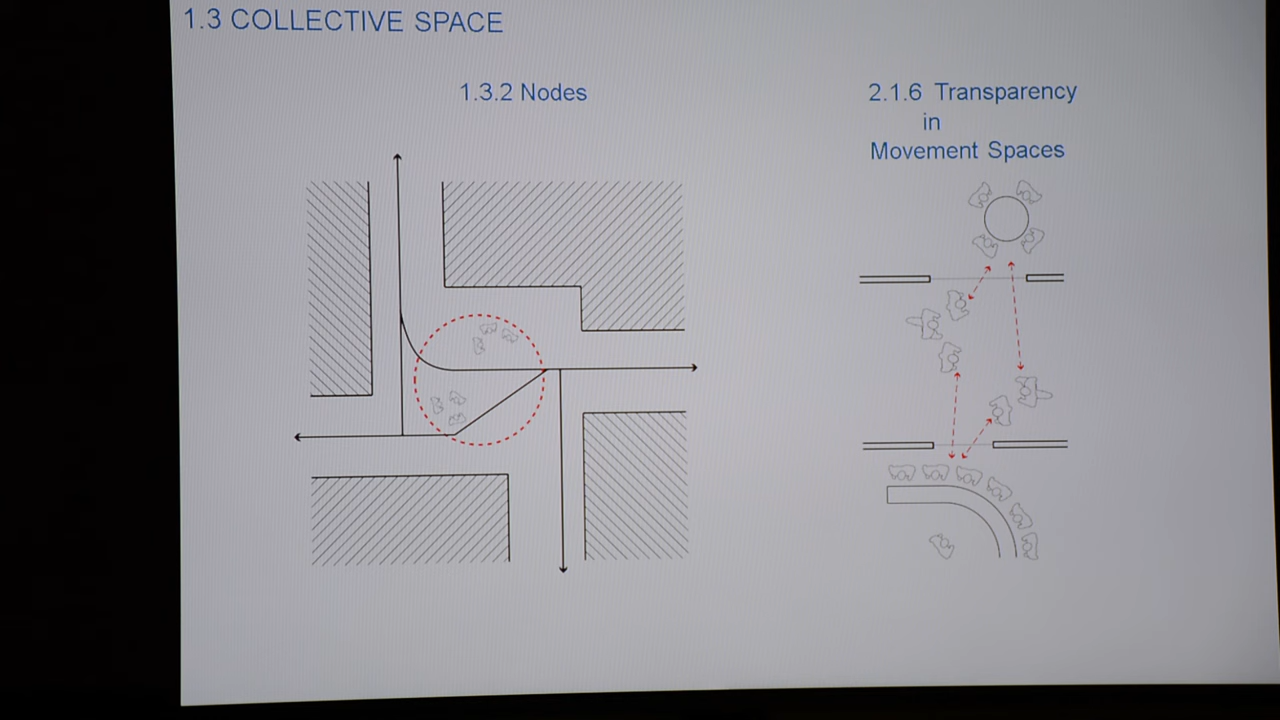 1.3 COLLECTIVE SPACE
1.3.2 Nodes
2.1.6 Transparency
in
Movement Spaces